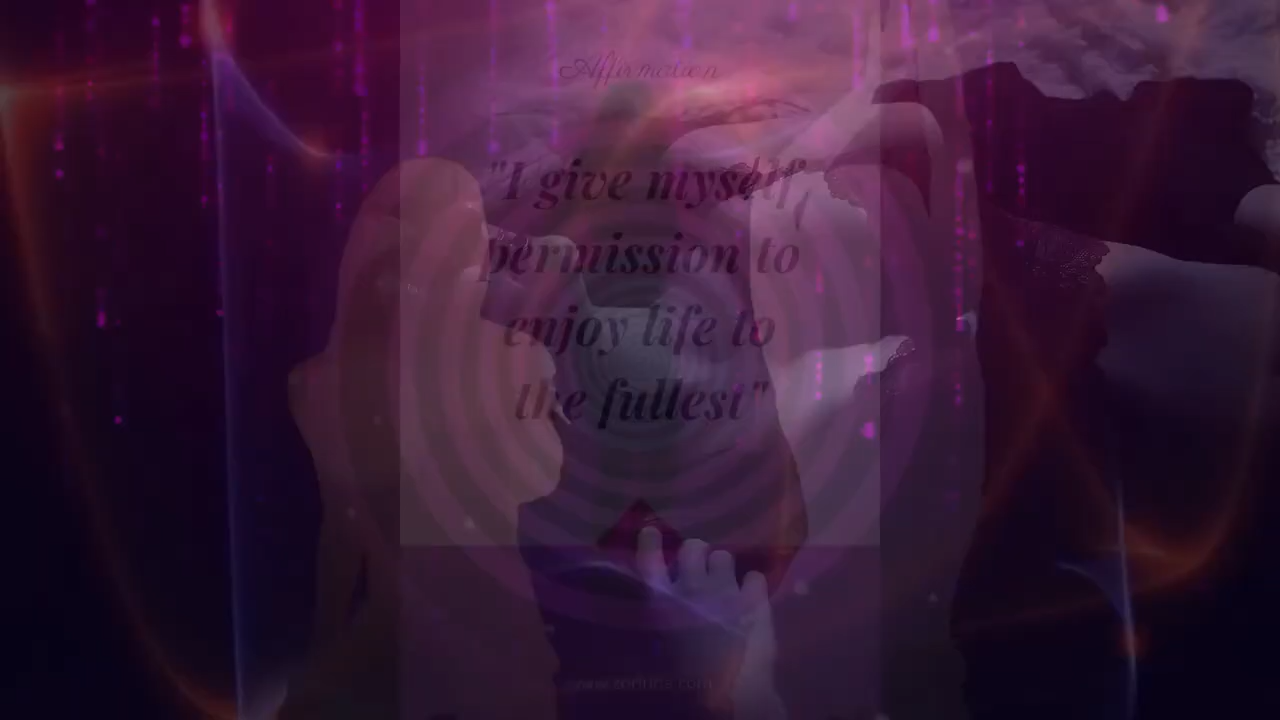 Affirmation
"I give myself
permission to
enjoy life to
the fullest"